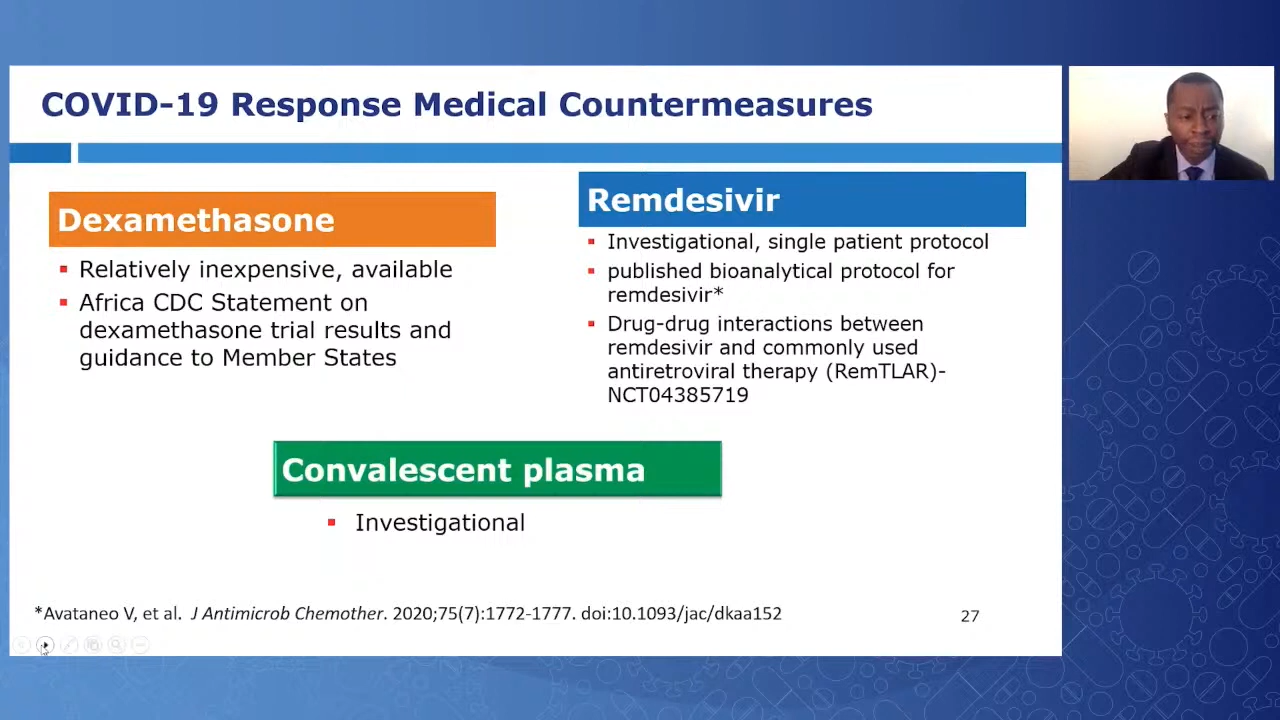 COVID-19 Response Medical Countermeasures
Dexamethasone
Relatively inexpensive, available
Africa CDC Statement on
dexamethasone trial results and
guidance to Member States
Remdesivir
Investigational, single patient protocol
published bioanalytical protocol for
remdesivir*
Drug-drug interactions between
remdesivir and commonly used
antiretroviral therapy (RemTLAR)-
NCT04385719
Convalescent plasma
Investigational
*Avataneo V, et al. J Antimicrob Chemother. 2020;75(7):1772-1777. doi:10.1093/jac/dkaa152
27